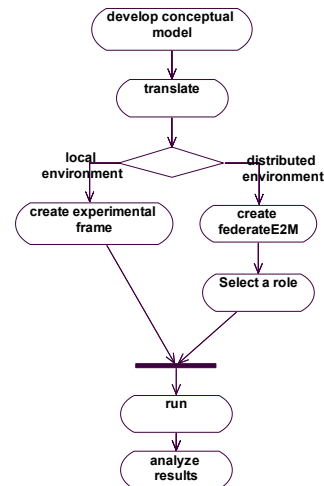 develop conceptual
model
translate
local
environment
distributed
environment
create experimental
frame
create
federateE2M
Select a role
run
analyze
results